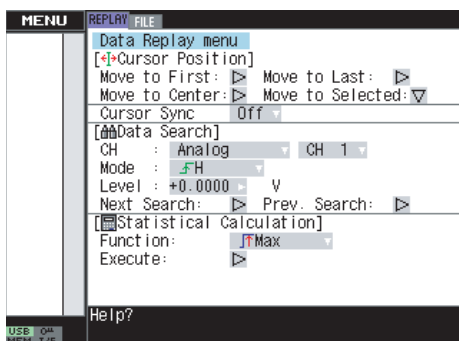 MENU REPLAY FILE
Data Replay menu
[Cursor Position]
Move to First: Move to Last:
Move to Center: Move to Selected:
Cursor Sync Off
[Data Search]
CH : Analog CH 1
Mode : H
Level : +0.0000 V
Next Search: Prev. Search:
[Statistical Calculation]
Function: Max
Execute:
Help?
USB